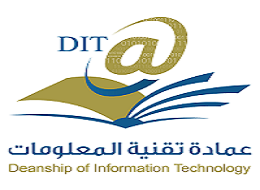 DIT
@
عمادة تقنية المعلومات
Deanship of Information Technology